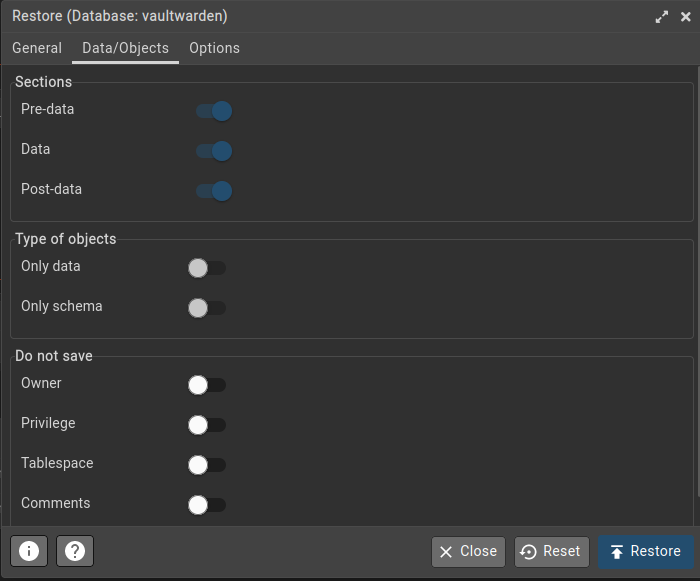 Restore (Database: vaultwarden)
General Data/Objects Options
Sections
Pre-data
Data
Post-data
Type of objects
Only data
Only schema
Do not save
Owner
Privilege
Tablespace
Comments
Close Reset Restore